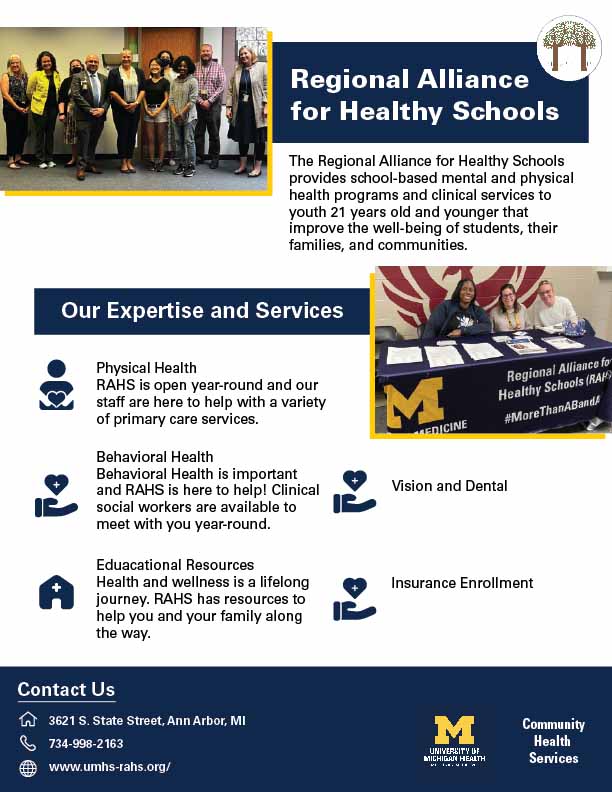 Regional Alliance
for Healthy Schools
The Regional Alliance for Healthy Schools
provides school-based mental and physical
health programs and clinical services to
youth 21 years old and younger that
improve the well-being of students, their
families, and communities.
Our Expertise and Services
Physical Health
RAHS is open year-round and our
staff are here to help with a variety
of primary care services.
M
MEDICINE
Regional Alliance fo
Healthy Schools (RAH
#MoreThanABandA
Behavioral Health
Behavioral Health is important
and RAHS is here to help! Clinical
social workers are available to
meet with you year-round.
Vision and Dental
Eduacational Resources
Health and wellness is a lifelong
journey. RAHS has resources to
help you and your family along
the way.
Insurance Enrollment
Contact Us
3621 S. State Street, Ann Arbor, MI
734-998-2163
www.umhs-rahs.org/
M
UNIVERSITY OF
MICHIGAN HEALTH
Community
Health
Services